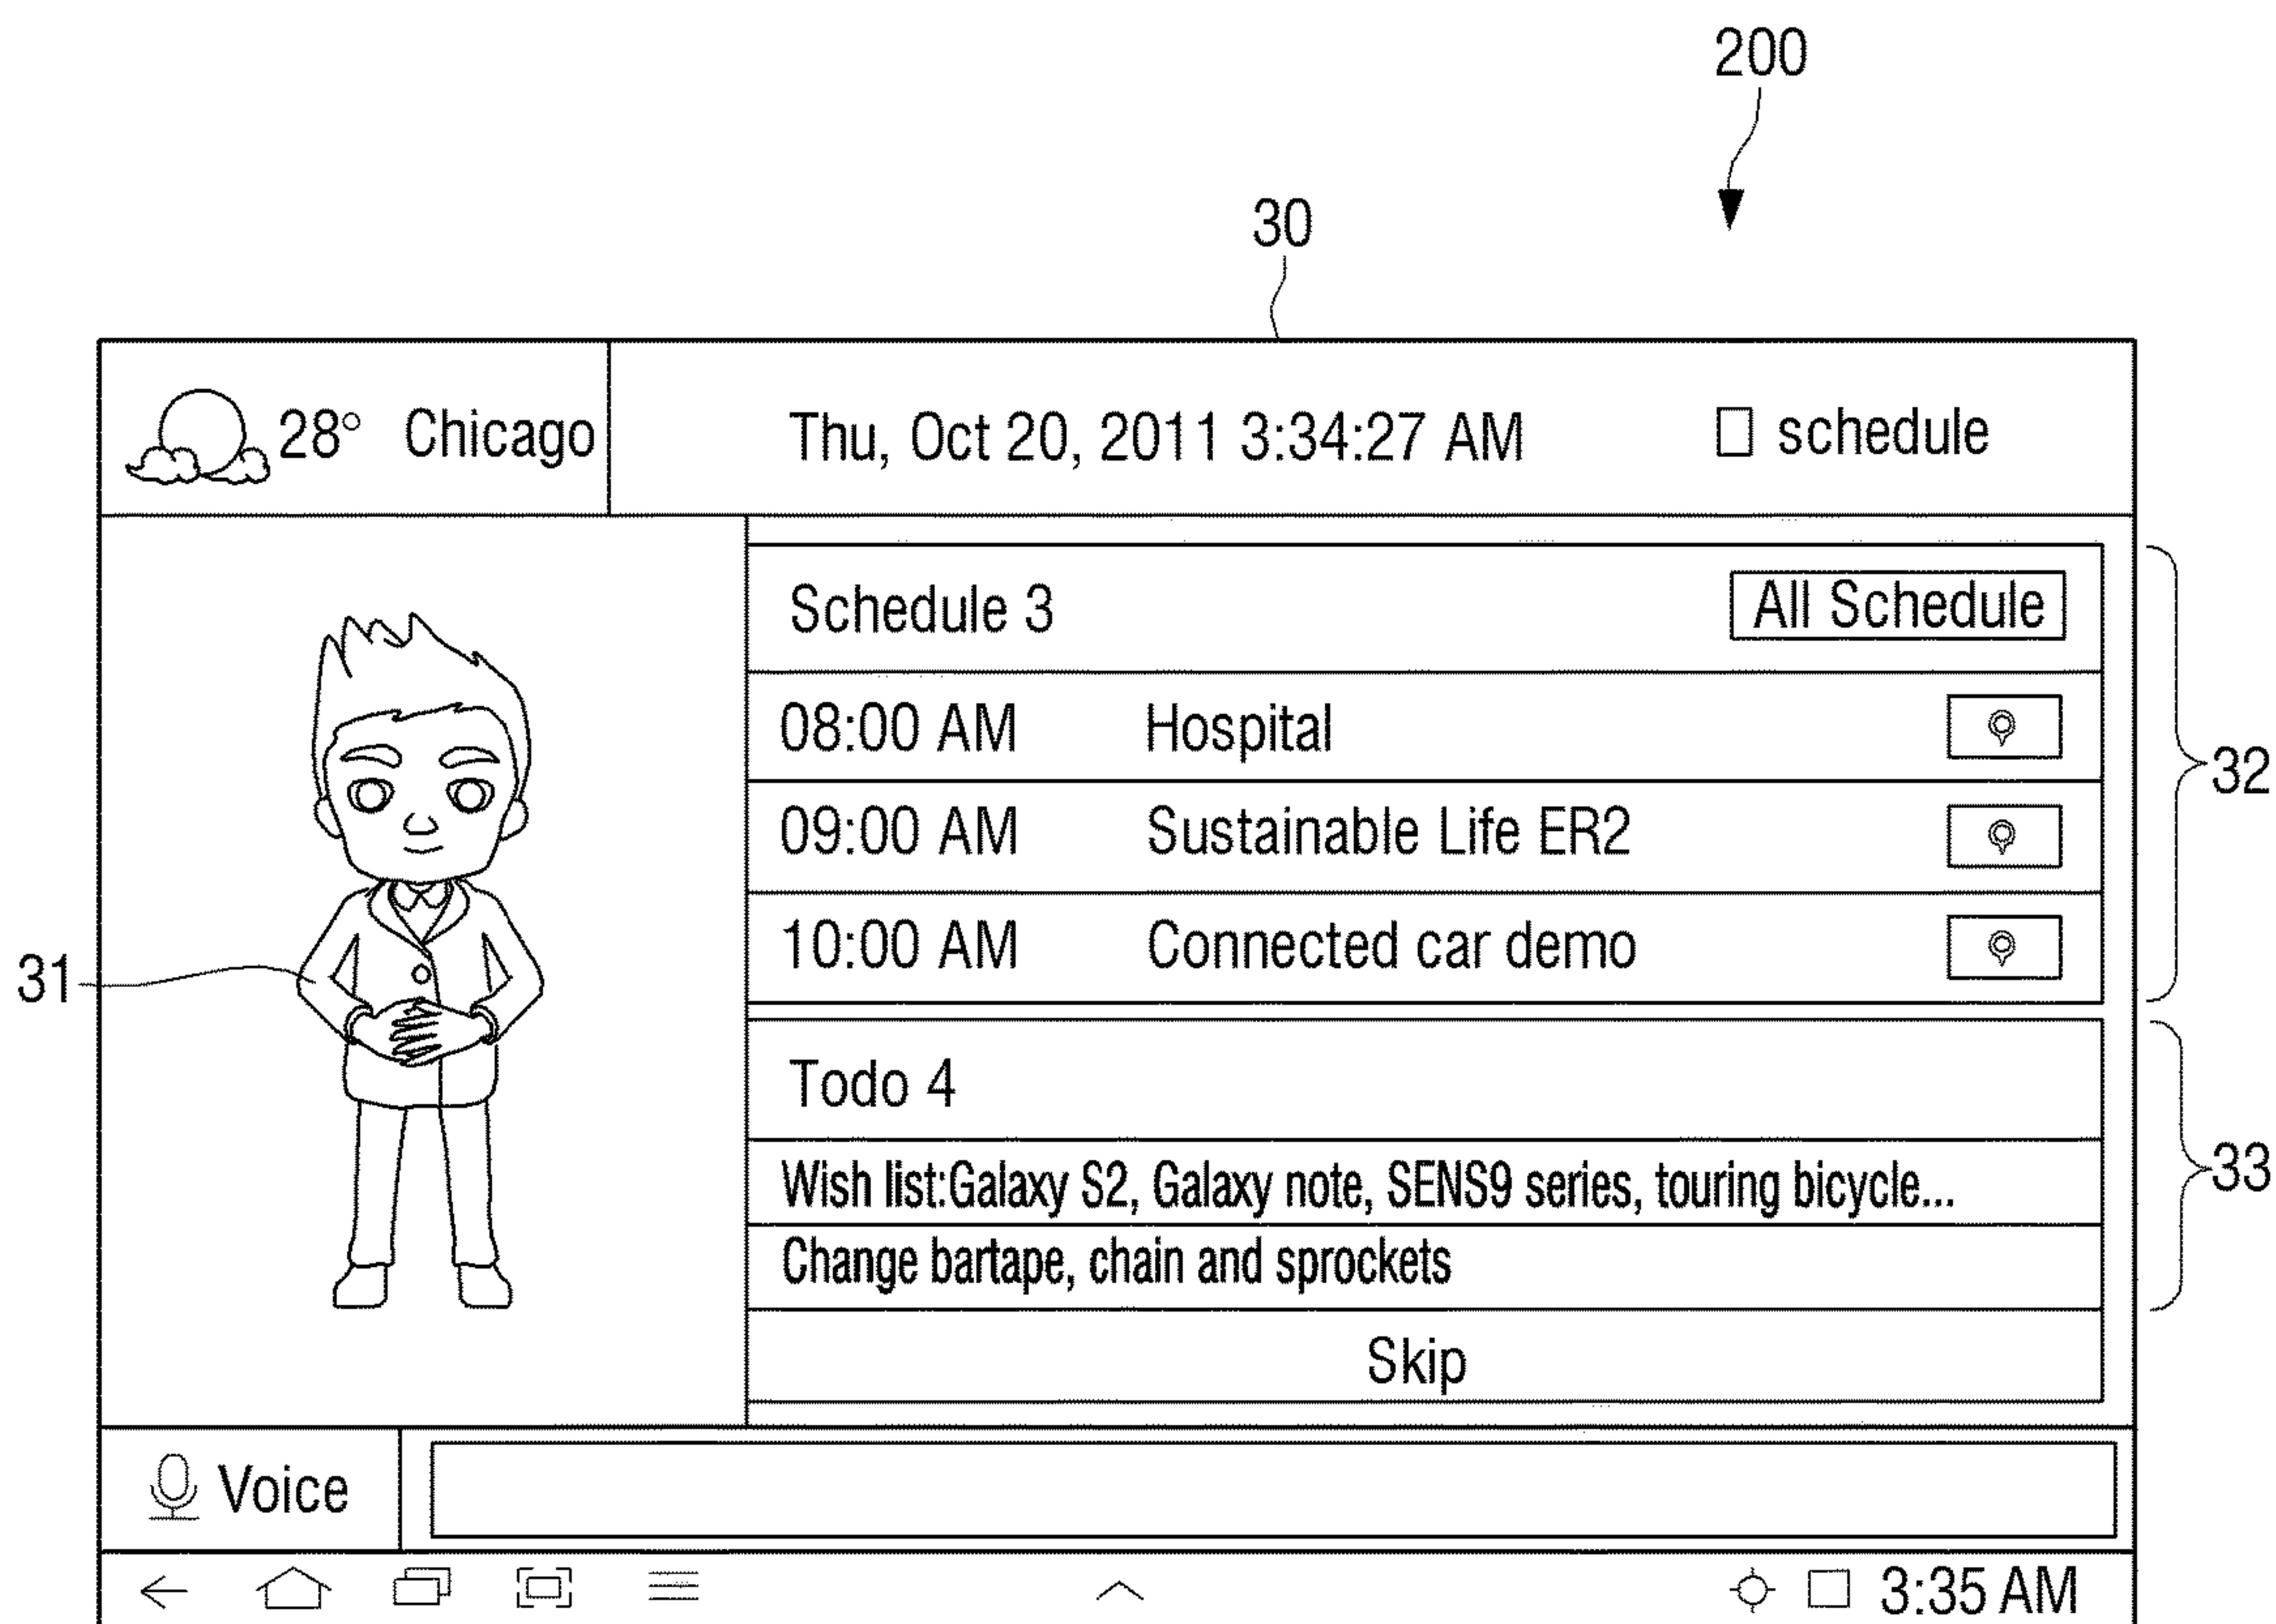 200
30
28° Chicago
Thu, Oct 20, 2011 3:34:27 AM
schedule
Schedule 3
All Schedule
08:00 AM Hospital
09:00 AM Sustainable Life ER2
10:00 AM Connected car demo
32
31
Todo 4
Wish list:Galaxy S2, Galaxy note, SENS9 series, touring bicycle...
Change bartape, chain and sprockets
33
Skip
Voice
3:35 AM